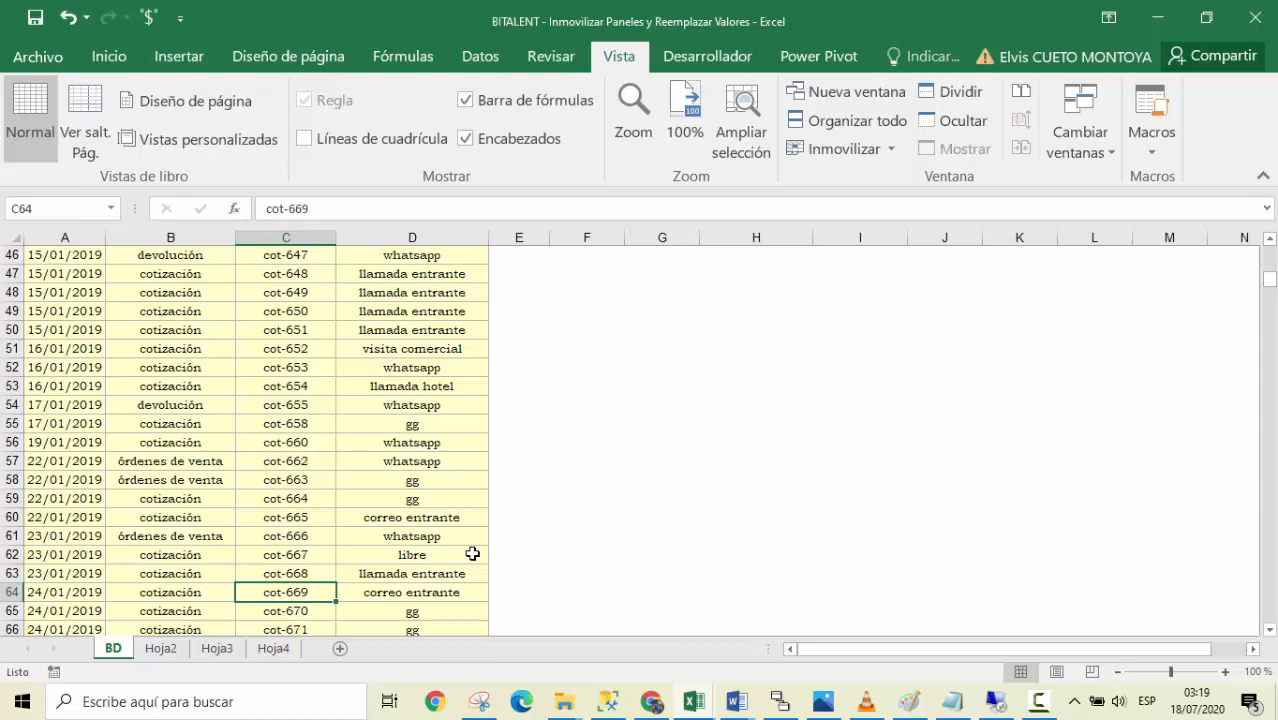 BITALENT - Inmovilizar Paneles y Reemplazar Valores - Excel
Archivo Inicio Insertar Diseño de página Fórmulas Datos Revisar Vista Desarrollador Power Pivot Indicar... Elvis CUETO MONTOYA Compartir
Normal
Ver salt. Pág.
Diseño de página
Vistas personalizadas
Vistas de libro
Regla
Barra de fórmulas
Líneas de cuadrícula
Encabezados
Mostrar
Zoom
100
100%
Ampliar selección
Zoom
Nueva ventana
Organizar todo
Inmovilizar
Dividir
Ocultar
Mostrar
Cambiar ventanas
Ventana
Macros
Macros
C64 fx cot-669
A B C D E F G H I J K L M N
46 15/01/2019 devolución cot-647 whatsapp
47 15/01/2019 cotización cot-648 llamada entrante
48 15/01/2019 cotización cot-649 llamada entrante
49 15/01/2019 cotización cot-650 llamada entrante
50 15/01/2019 cotización cot-651 llamada entrante
51 16/01/2019 cotización cot-652 visita comercial
52 16/01/2019 cotización cot-653 whatsapp
53 16/01/2019 cotización cot-654 llamada hotel
54 17/01/2019 devolución cot-655 whatsapp
55 17/01/2019 cotización cot-658 gg
56 19/01/2019 cotización cot-660 whatsapp
57 22/01/2019 órdenes de venta cot-662 whatsapp
58 22/01/2019 órdenes de venta cot-663 gg
59 22/01/2019 cotización cot-664 gg
60 22/01/2019 cotización cot-665 correo entrante
61 23/01/2019 órdenes de venta cot-666 whatsapp
62 23/01/2019 cotización cot-667 libre
63 23/01/2019 cotización cot-668 llamada entrante
64 24/01/2019 cotización cot-669 correo entrante
65 24/01/2019 cotización cot-670 gg
66 24/01/2019 cotización cot-671 gg
BD Hoja2 Hoja3 Hoja4
Listo 100 %
Escribe aquí para buscar
ESP
03:19
18/07/2020
5